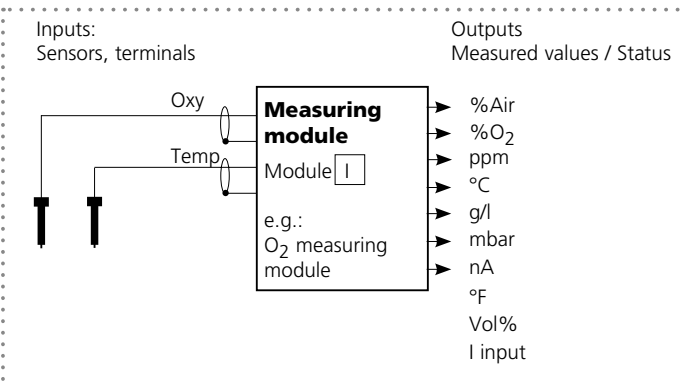 Inputs:
Sensors, terminals
Outputs
Measured values / Status
Oxy
Temp
Measuring
module
Module I
e.g.:
O2 measuring
module
%Air
%O2
ppm
°C
g/l
mbar
nA
°F
Vol%
I input